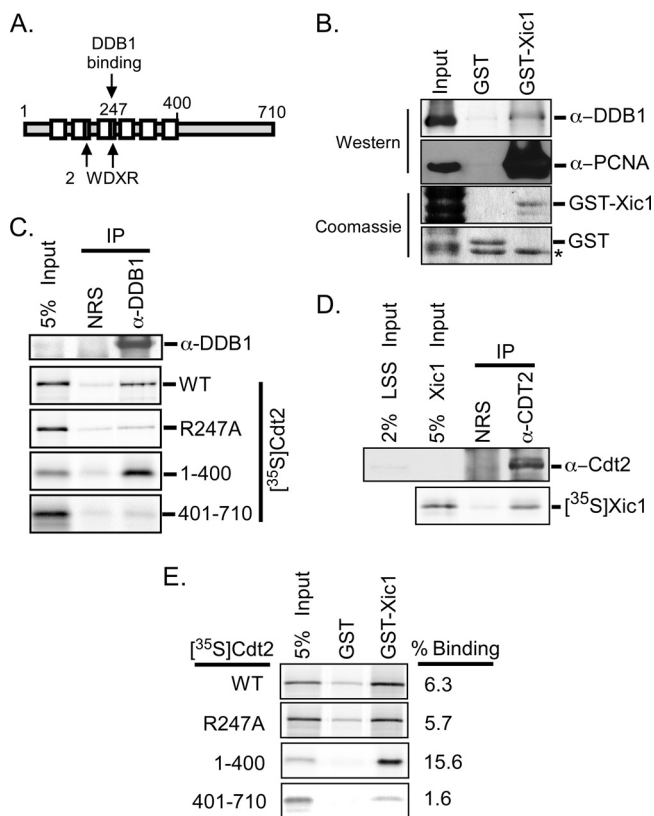 A.
DDB1
binding
1
247
400
710
2 WDXR
B.
Input
GST
GST-Xic1
Western
α–DDB1
α–PCNA
Coomassie
GST-Xic1
GST
*
C.
IP
5% Input
NRS
α-DDB1
α-DDB1
WT
R247A
1-400
401-710
[³⁵S]Cdt2
D.
2% LSS Input
5% Xic1 Input
IP
NRS
α-CDT2
α–Cdt2
[³⁵S]Xic1
E.
[³⁵S]Cdt2
5% Input
GST
GST-Xic1
% Binding
WT 6.3
R247A 5.7
1-400 15.6
401-710 1.6